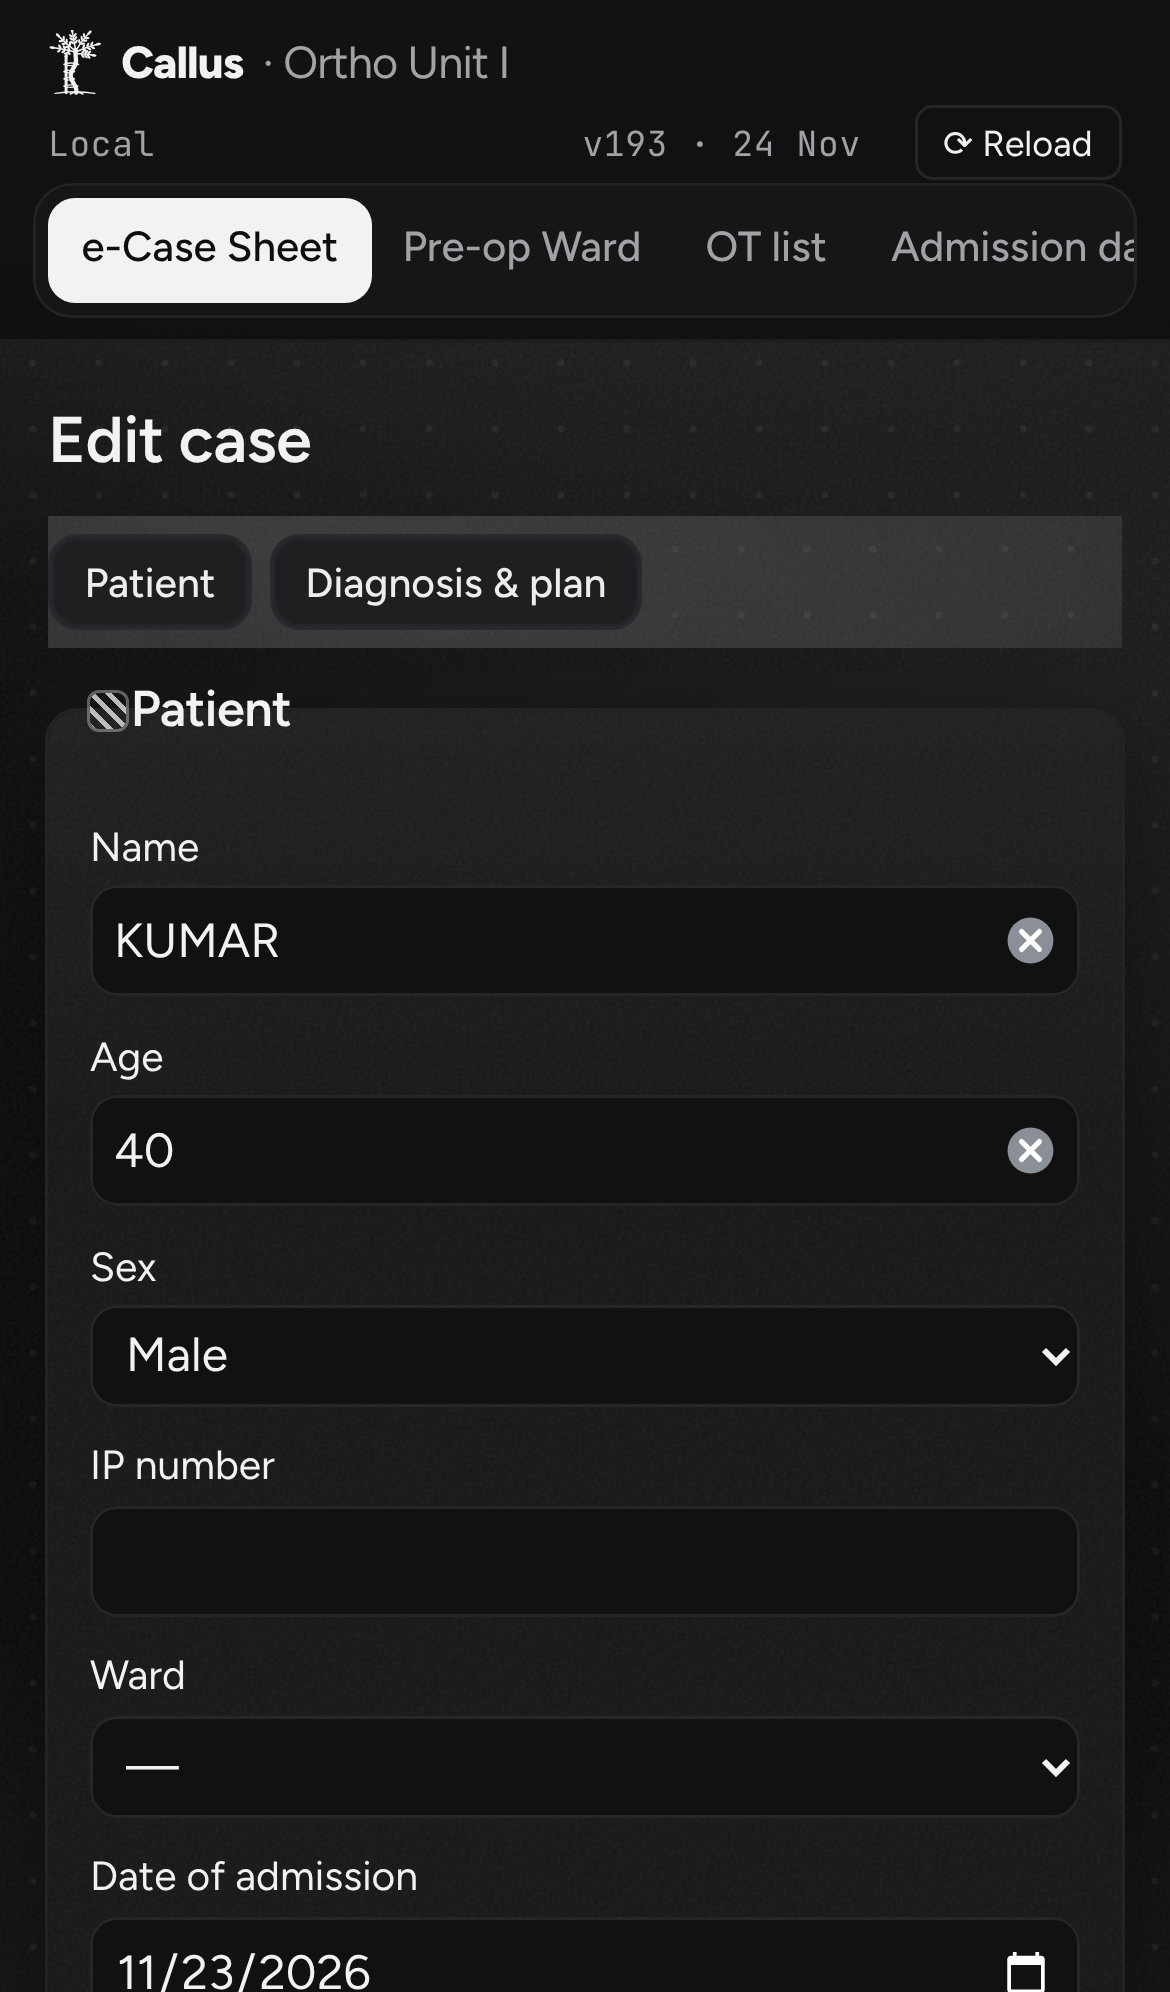 Callus · Ortho Unit I
Local v193 · 24 Nov ⟳ Reload
e-Case Sheet Pre-op Ward OT list Admission da
Edit case
Patient Diagnosis & plan
Patient
Name
KUMAR
Age
40
Sex
Male
IP number
Ward
—
Date of admission
11/23/2026